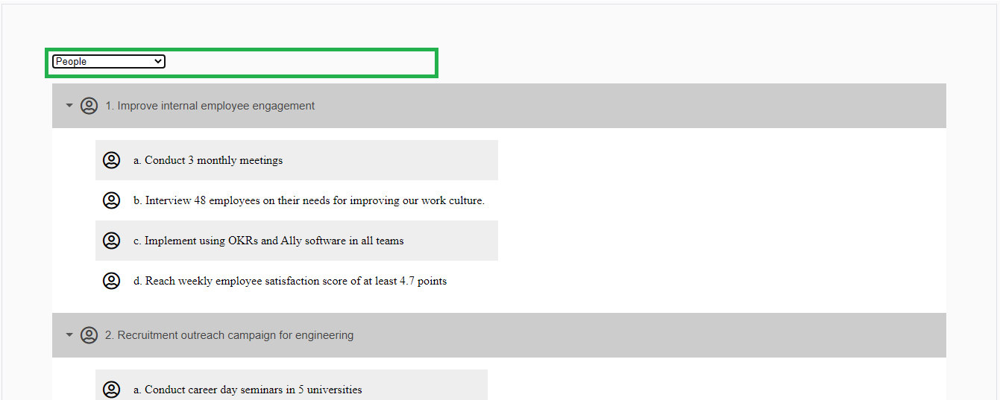 People
1. Improve internal employee engagement
a. Conduct 3 monthly meetings
b. Interview 48 employees on their needs for improving our work culture.
c. Implement using OKRs and Ally software in all teams
d. Reach weekly employee satisfaction score of at least 4.7 points
2. Recruitment outreach campaign for engineering
a. Conduct career day seminars in 5 universities